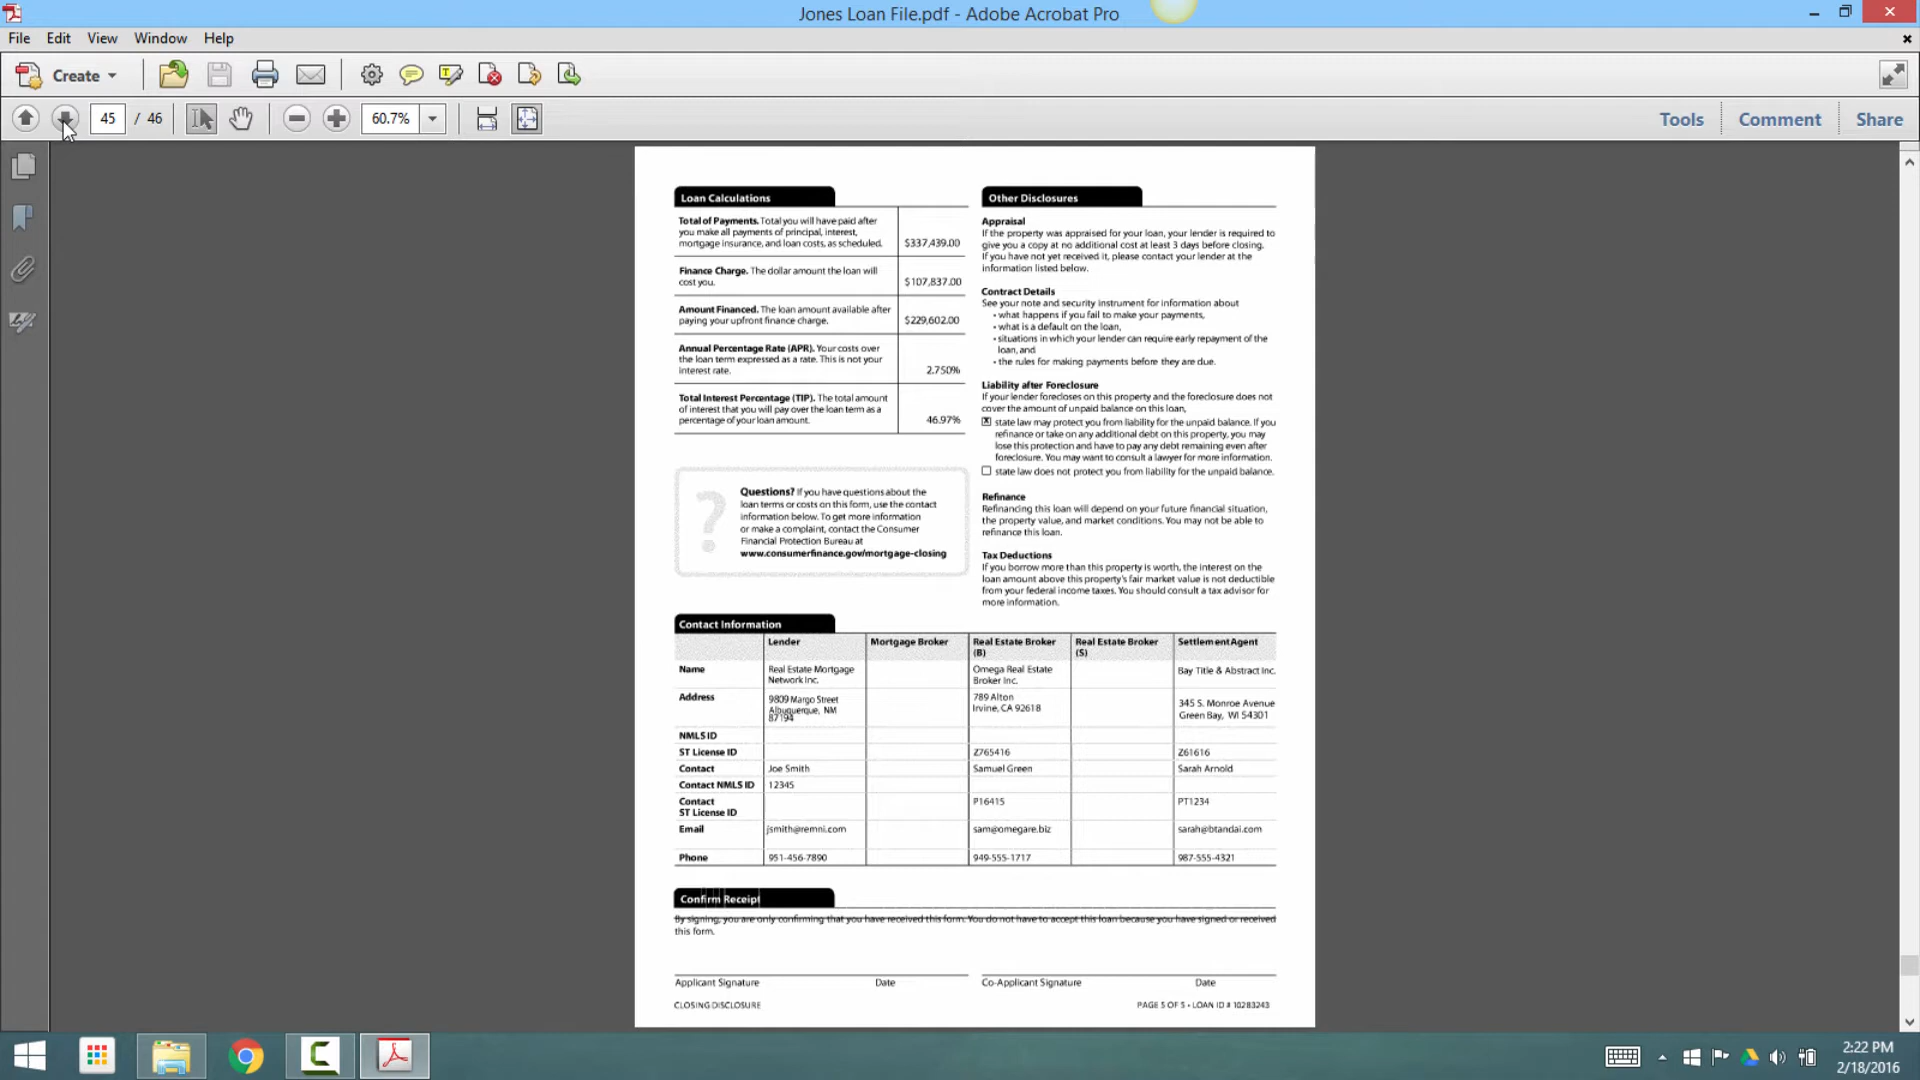 Jones Loan File.pdf - Adobe Acrobat Pro
File Edit View Window Help
Create
45 / 46 60.7% Tools Comment Share
Loan Calculations
Total of Payments. Total you will have paid after
you make all payments of principal, interest,
mortgage insurance, and loan costs, as scheduled. $337,439.00
Finance Charge. The dollar amount the loan will
cost you. $107,837.00
Amount Financed. The loan amount available after
paying your upfront finance charge. $229,602.00
Annual Percentage Rate (APR). Your costs over
the loan term expressed as a rate. This is not your
interest rate. 2.750%
Total Interest Percentage (TIP). The total amount
of interest that you will pay over the loan term as a
percentage of your loan amount. 46.97%
?
Questions? If you have questions about the
loan terms or costs on this form, use the contact
information below. To get more information
or make a complaint, contact the Consumer
Financial Protection Bureau at
www.consumerfinance.gov/mortgage-closing
Other Disclosures
Appraisal
If the property was appraised for your loan, your lender is required to
give you a copy at no additional cost at least 3 days before closing.
If you have not yet received it, please contact your lender at the
information listed below.
Contract Details
See your note and security instrument for information about
• what happens if you fail to make your payments,
• what is a default on the loan,
• situations in which your lender can require early repayment of the
loan, and
• the rules for making payments before they are due.
Liability after Foreclosure
If your lender forecloses on this property and the foreclosure does not
cover the amount of unpaid balance on this loan,
X state law may protect you from liability for the unpaid balance. If you
refinance or take on any additional debt on this property, you may
lose this protection and have to pay any debt remaining even after
foreclosure. You may want to consult a lawyer for more information.
state law does not protect you from liability for the unpaid balance.
Refinance
Refinancing this loan will depend on your future financial situation,
the property value, and market conditions. You may not be able to
refinance this loan.
Tax Deductions
If you borrow more than this property is worth, the interest on the
loan amount above this property's fair market value is not deductible
from your federal income taxes. You should consult a tax advisor for
more information.
Contact Information
Lender Mortgage Broker Real Estate Broker (B) Real Estate Broker (S) Settlement Agent
Name Real Estate Mortgage Network Inc. Omega Real Estate Broker Inc. Bay Title & Abstract Inc.
Address 9809 Margo Street Albuquerque, NM 87194 789 Alton Irvine, CA 92618 345 S. Monroe Avenue Green Bay, WI 54301
NMLS ID
ST License ID Z765416 Z61616
Contact Joe Smith Samuel Green Sarah Arnold
Contact NMLS ID 12345
Contact ST License ID P16415 PT1234
Email jsmith@remni.com sam@omegare.biz sarah@btandai.com
Phone 951-456-7890 949-555-1717 987-555-4321
Confirm Receipt
By signing, you are only confirming that you have received this form. You do not have to accept this loan because you have signed or received
this form.
Applicant Signature Date Co-Applicant Signature Date
CLOSING DISCLOSURE PAGE 5 OF 5 • LOAN ID # 10283243
2:22 PM
2/18/2016